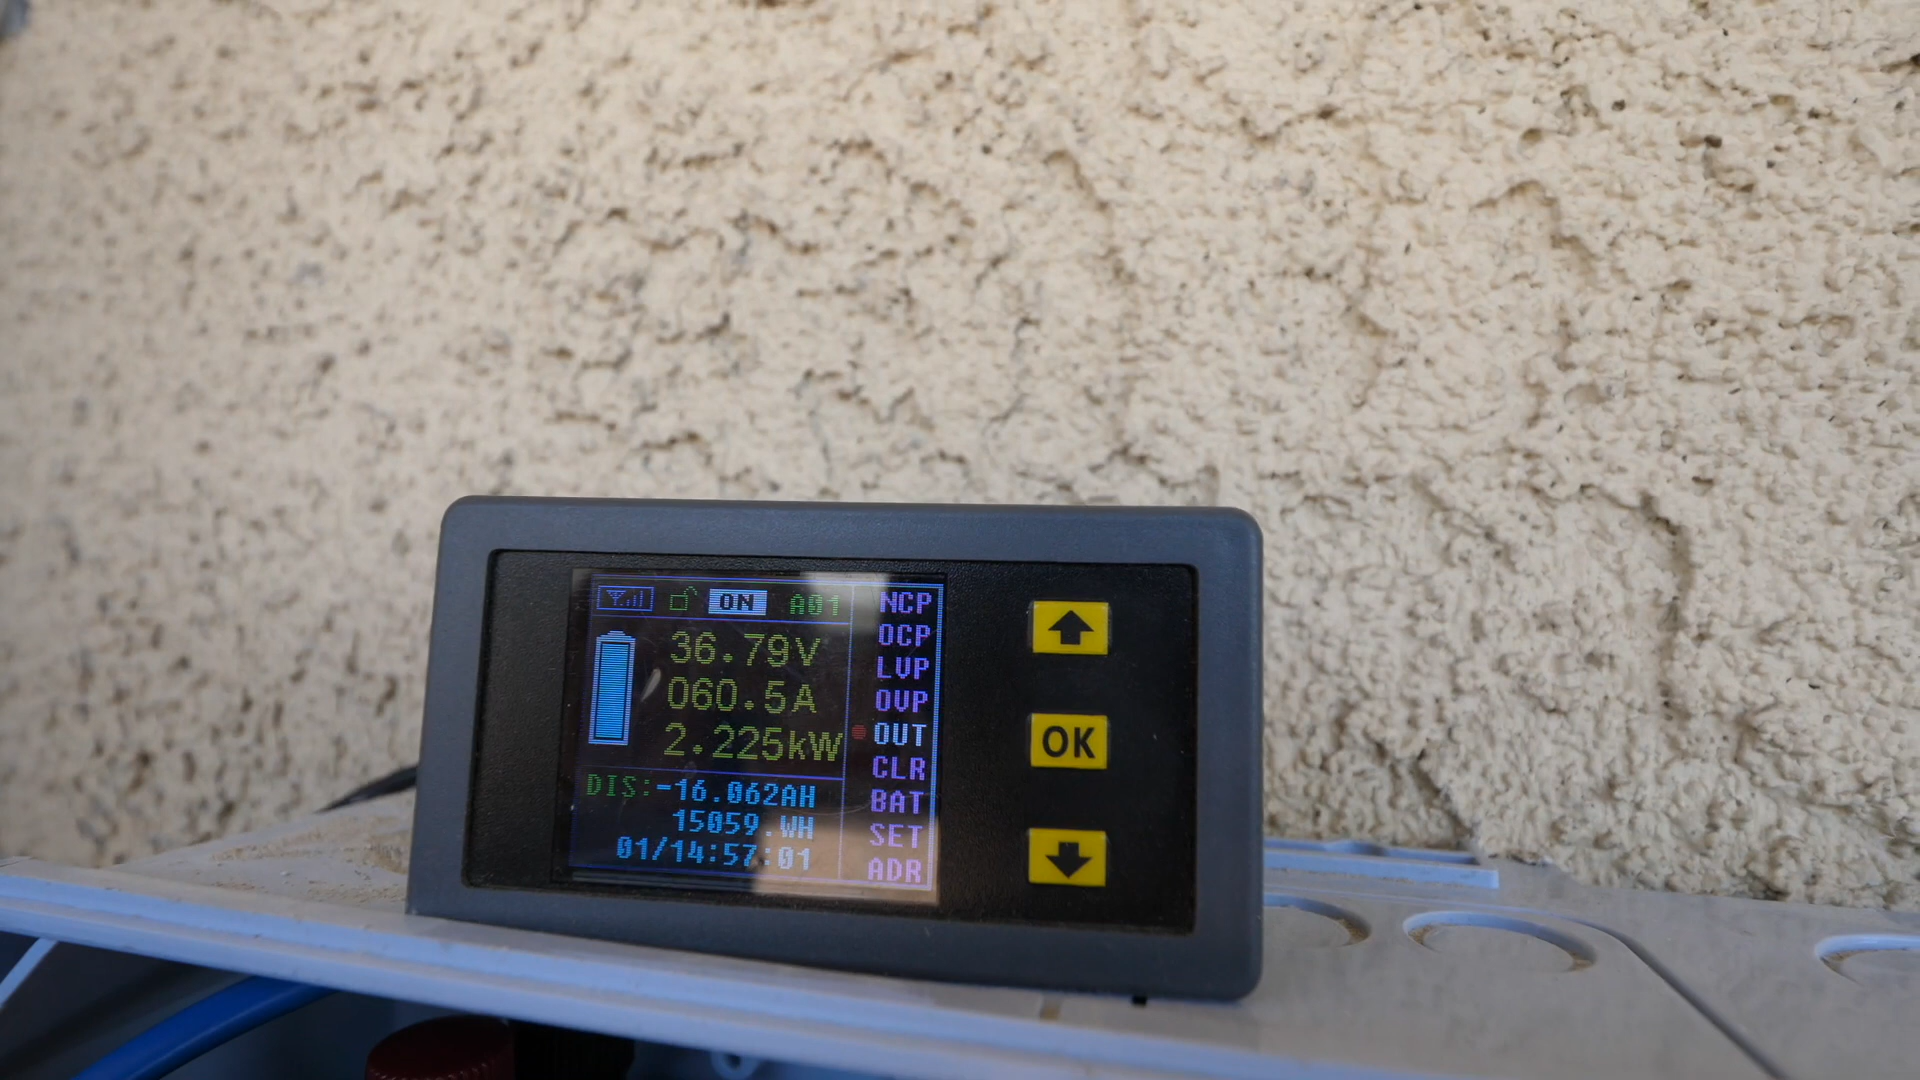 ON A01
36.79V
060.5A
2.225kW
DIS:-16.062AH
15059.WH
01/14:57:01
NCP
OCP
LVP
OVP
OUT
CLR
BAT
SET
ADR
OK